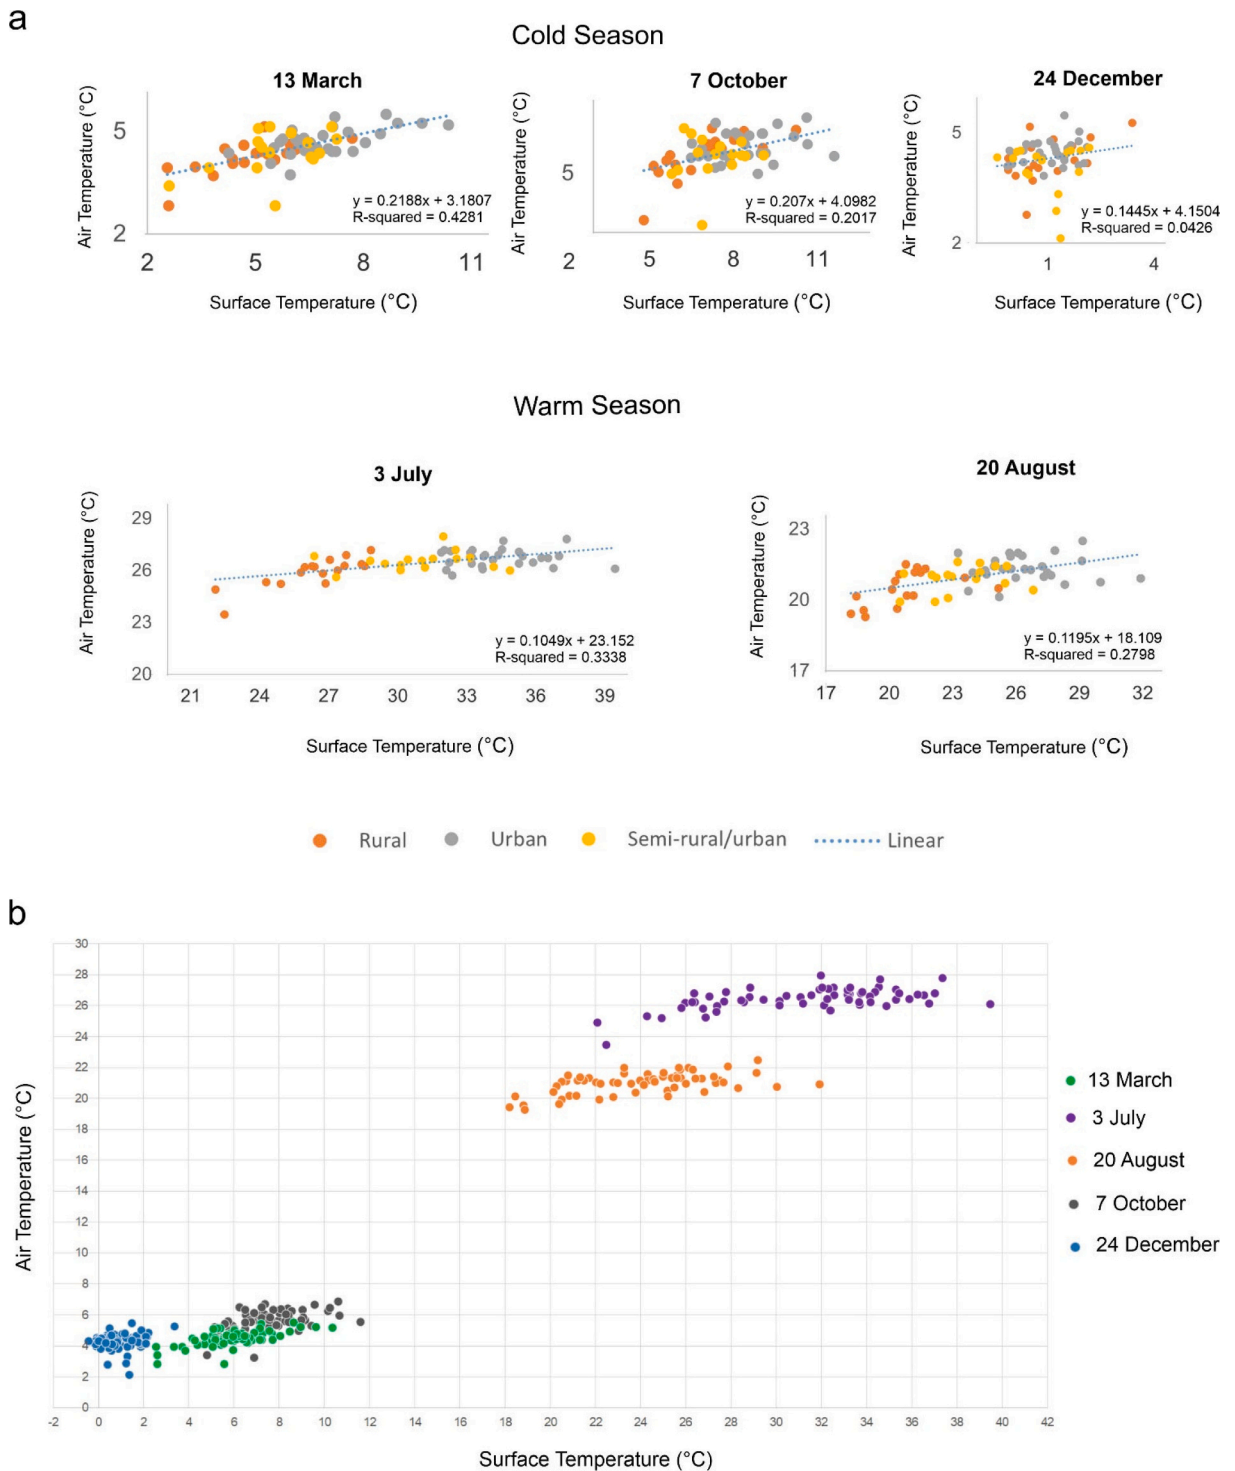 a
Cold Season
13 March
7 October
24 December
Air Temperature (°C)
5
2
y = 0.2188x + 3.1807
R-squared = 0.4281
2 5 8 11
Surface Temperature (°C)
Air Temperature (°C)
5
2
y = 0.207x + 4.0982
R-squared = 0.2017
5 8 11
Surface Temperature (°C)
Air Temperature (°C)
5
2
y = 0.1445x + 4.1504
R-squared = 0.0426
1 4
Surface Temperature (°C)
Warm Season
3 July
Air Temperature (°C)
29
26
23
20
y = 0.1049x + 23.152
R-squared = 0.3338
21 24 27 30 33 36 39
Surface Temperature (°C)
20 August
Air Temperature (°C)
23
20
17
y = 0.1195x + 18.109
R-squared = 0.2798
17 20 23 26 29 32
Surface Temperature (°C)
Rural Urban Semi-rural/urban Linear
b
Air Temperature (°C)
30
28
26
24
22
20
18
16
14
12
10
8
6
4
2
0
-2 0 2 4 6 8 10 12 14 16 18 20 22 24 26 28 30 32 34 36 38 40 42
Surface Temperature (°C)
13 March
3 July
20 August
7 October
24 December